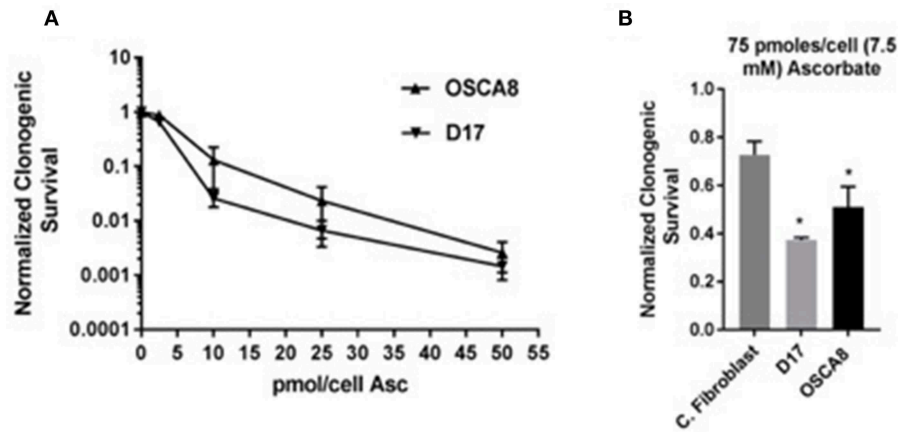 A
Normalized Clonogenic
Survival
10
1
0.1
0.01
0.001
0.0001
OSCA8
D17
0 5 10 15 20 25 30 35 40 45 50 55
pmol/cell Asc
B
75 pmoles/cell (7.5
mM) Ascorbate
Normalized Clonogenic
Survival
1.0
0.8
0.6
0.4
0.2
0.0
*
*
C. Fibroblast
D17
OSCA8